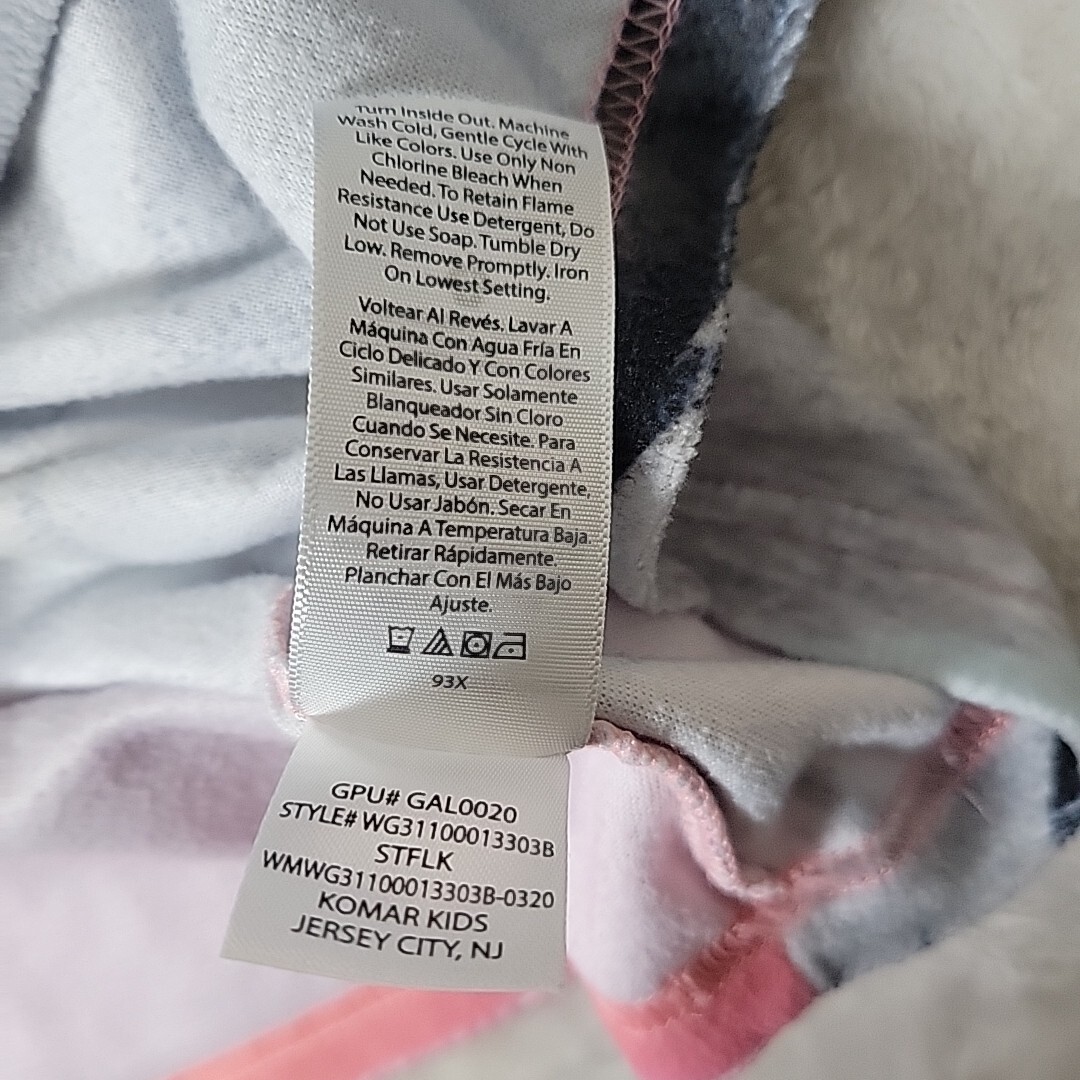 Turn Inside Out. Machine
Wash Cold, Gentle Cycle With
Like Colors. Use Only Non
Chlorine Bleach When
Needed. To Retain Flame
Resistance Use Detergent, Do
Not Use Soap. Tumble Dry
Low. Remove Promptly. Iron
On Lowest Setting.
Voltear Al Revés. Lavar A
Máquina Con Agua Fría En
Ciclo Delicado Y Con Colores
Similares. Usar Solamente
Blanqueador Sin Cloro
Cuando Se Necesite. Para
Conservar La Resistencia A
Las Llamas, Usar Detergente,
No Usar Jabón. Secar En
Máquina A Temperatura Baja.
Retirar Rápidamente.
Planchar Con El Más Bajo
Ajuste.
93X
GPU# GAL0020
STYLE# WG31100013303B
STFLK
WMWG31100013303B-0320
KOMAR KIDS
JERSEY CITY, NJ